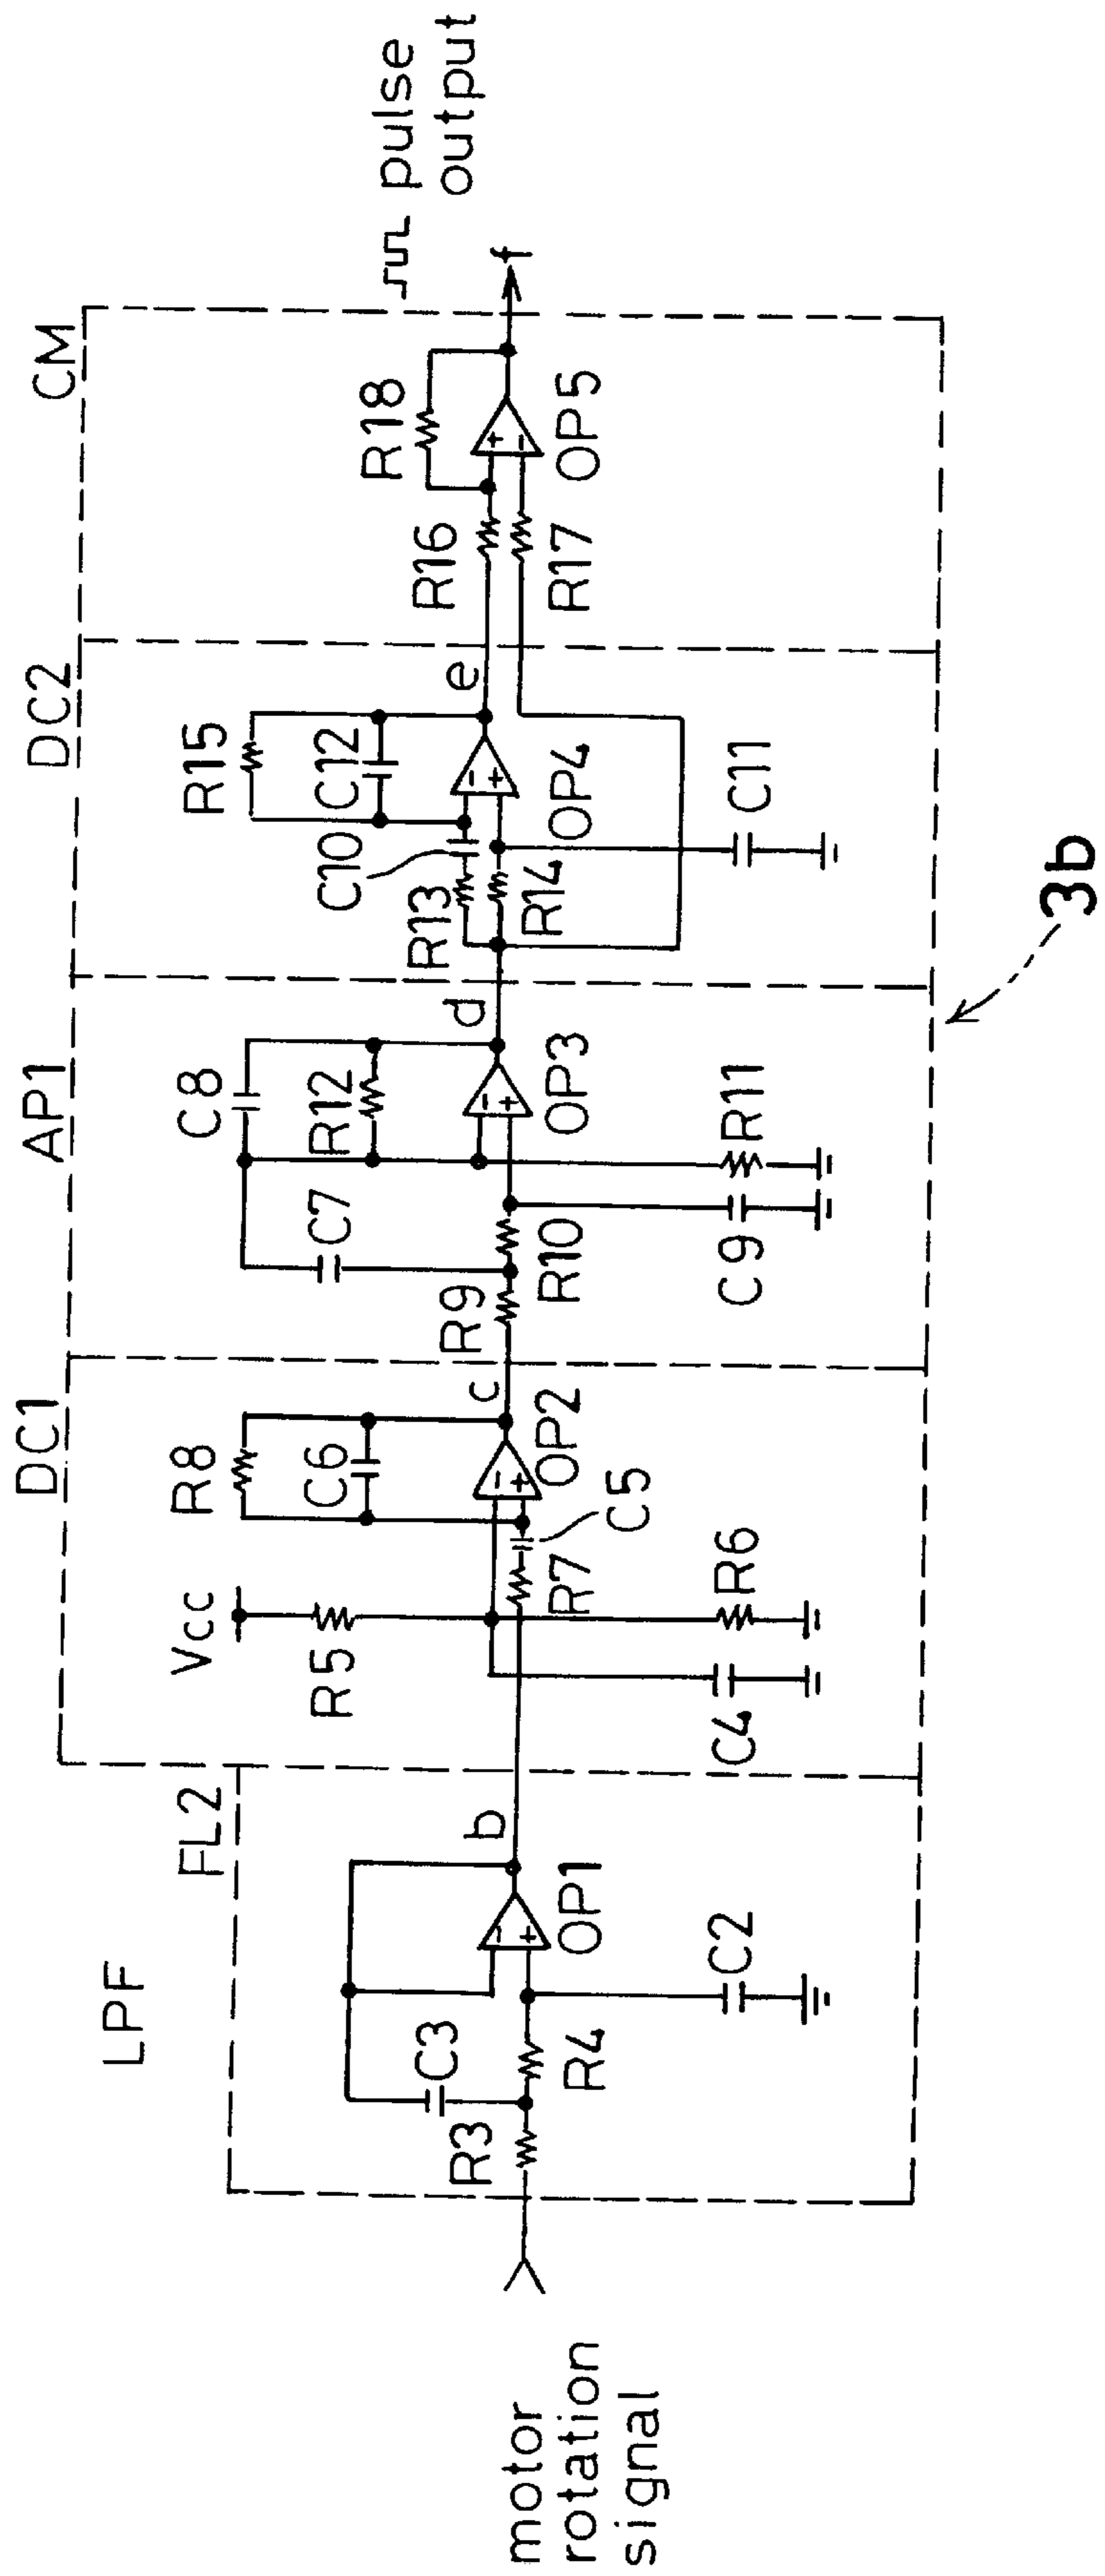 motor
rotation
signal
LPF
FL2
R3
C3
R4
C2
−
+
OP1
b
DC1
Vcc
R5
C4
R6
R7
C5
R8
C6
−
+
OP2
c
AP1
R9
C7
R10
C9
R11
C8
R12
−
+
OP3
d
DC2
R13
C10
R14
C11
R15
C12
−
+
OP4
e
CM
R16
R17
R18
+
−
OP5
f
pulse
output
3b